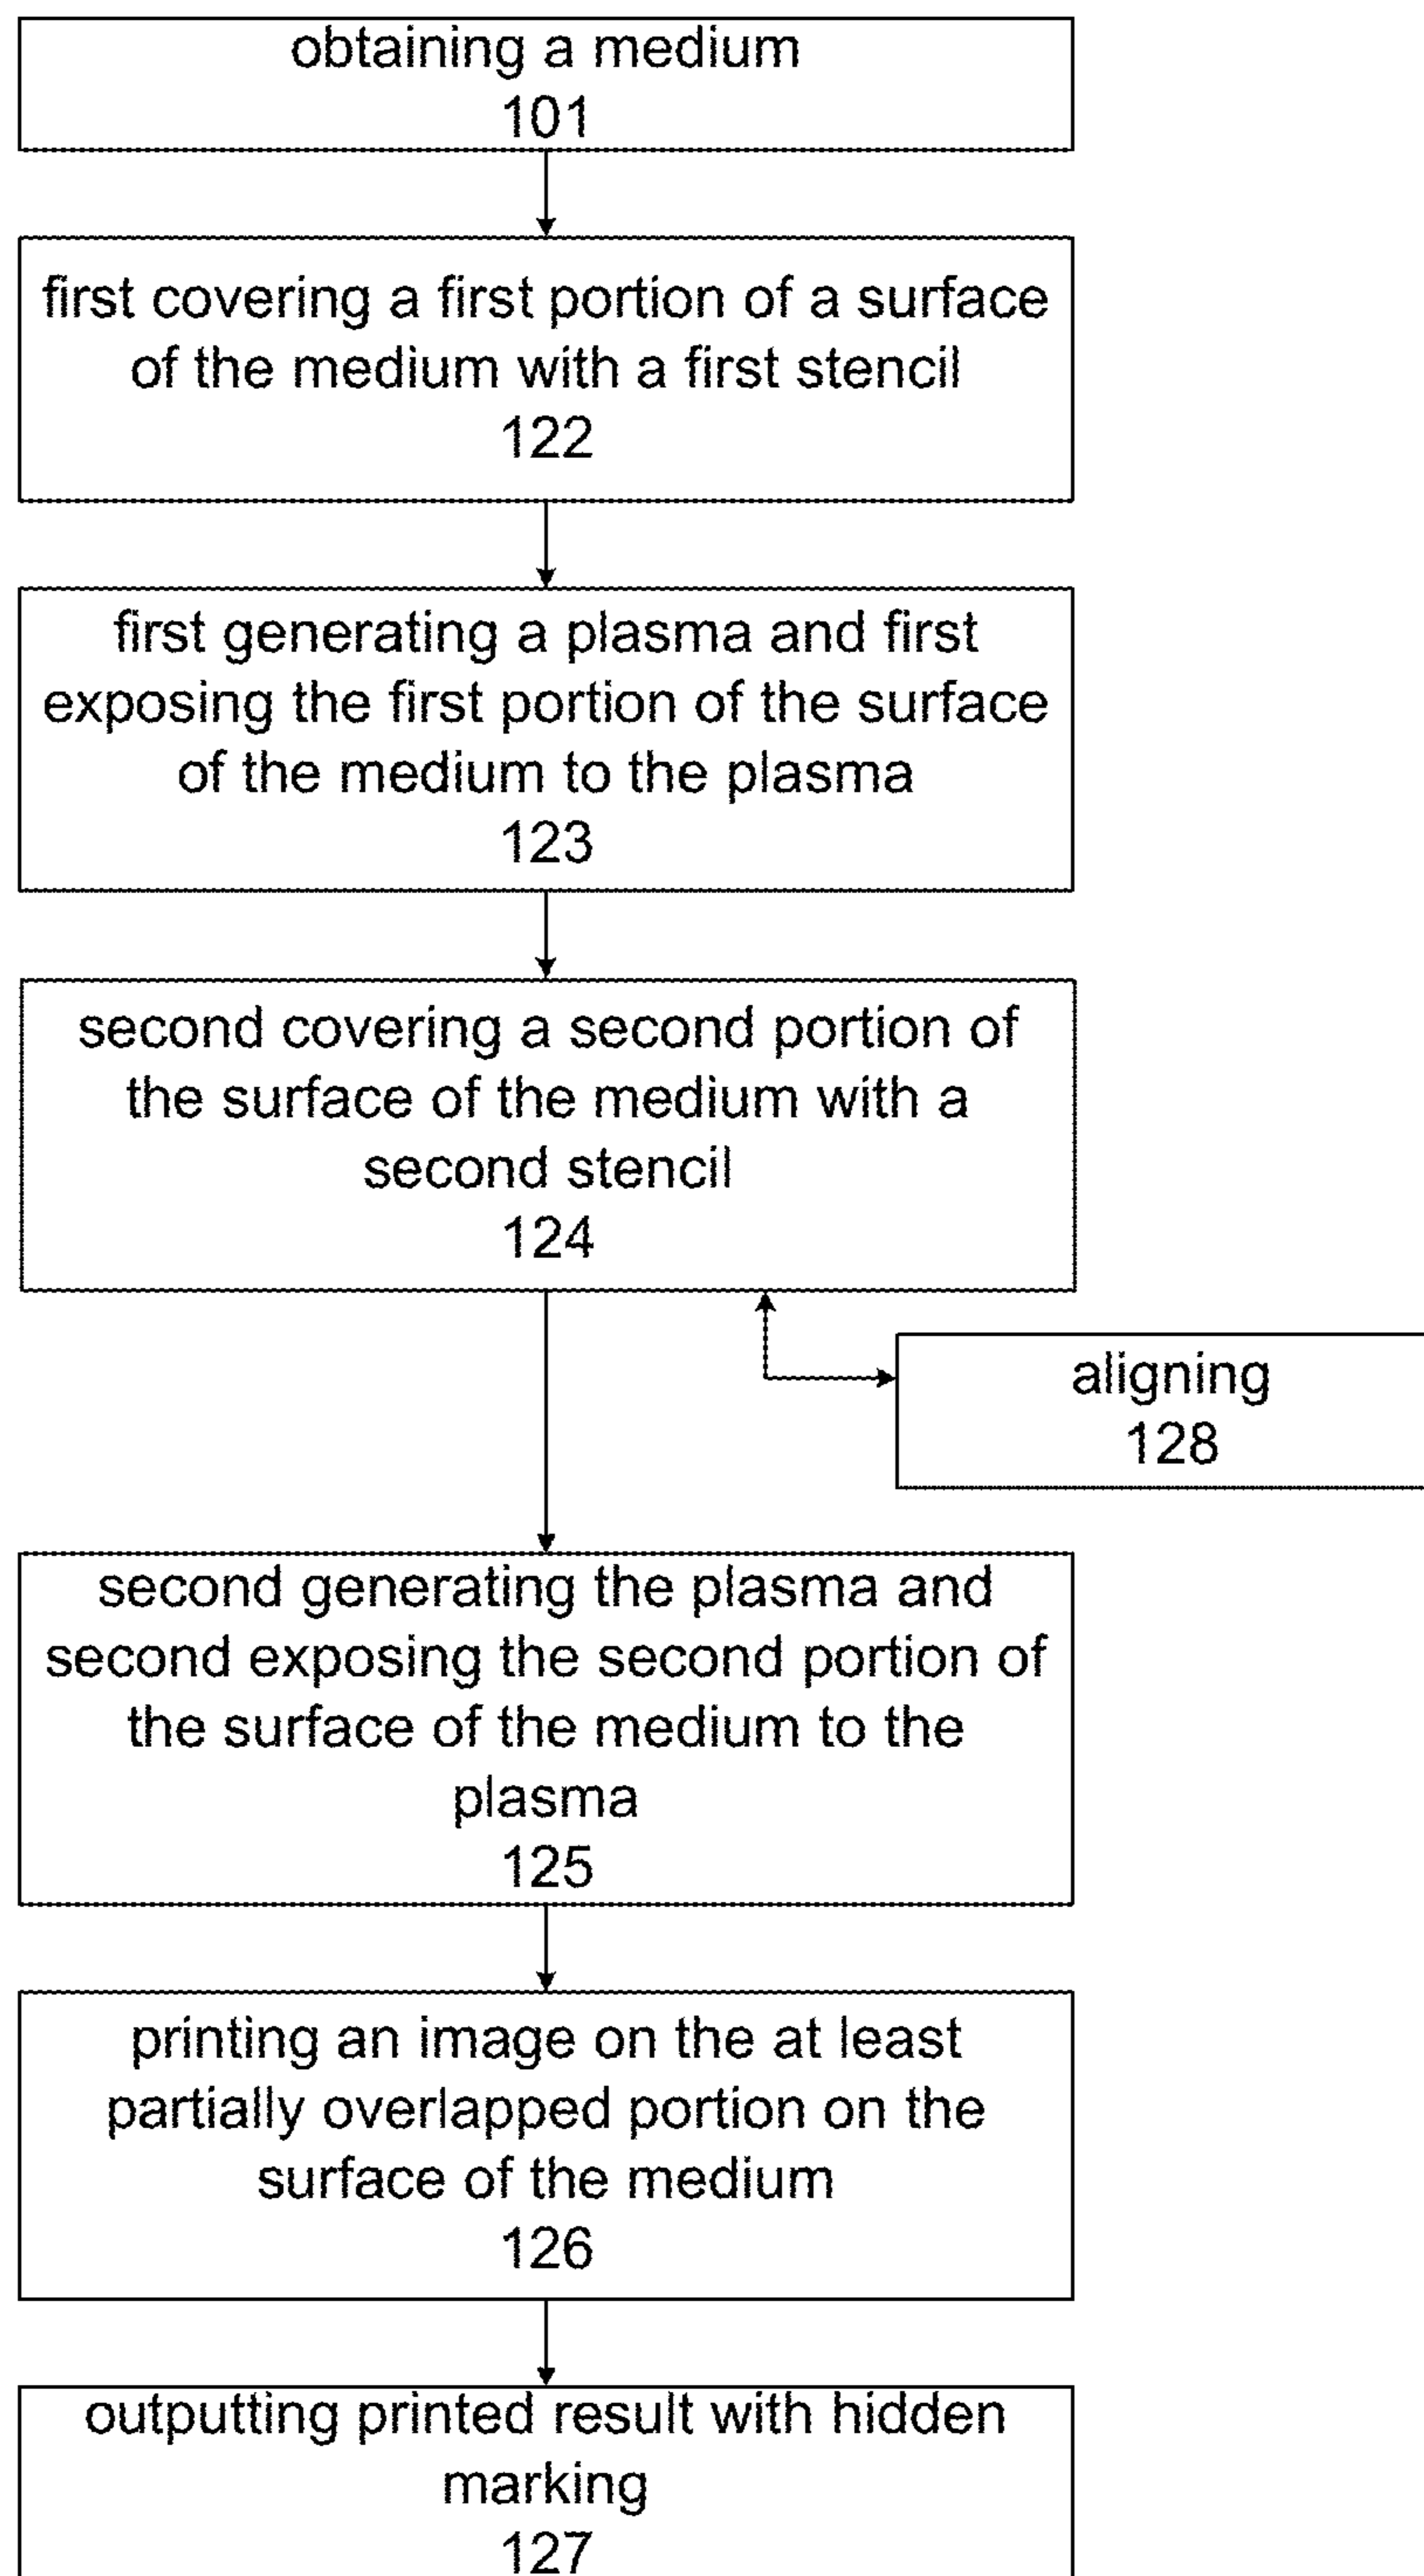 obtaining a medium
101
first covering a first portion of a surface
of the medium with a first stencil
122
first generating a plasma and first
exposing the first portion of the surface
of the medium to the plasma
123
second covering a second portion of
the surface of the medium with a
second stencil
124
aligning
128
second generating the plasma and
second exposing the second portion of
the surface of the medium to the
plasma
125
printing an image on the at least
partially overlapped portion on the
surface of the medium
126
outputting printed result with hidden
marking
127